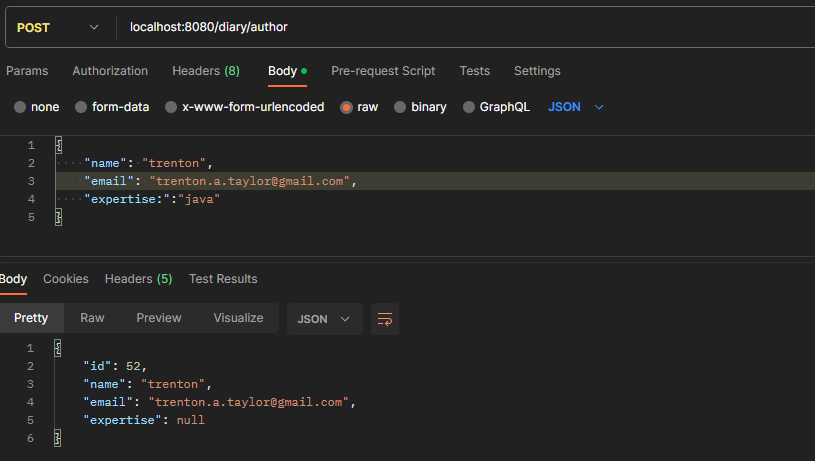 POST localhost:8080/diary/author
Params Authorization Headers (8) Body Pre-request Script Tests Settings
none form-data x-www-form-urlencoded raw binary GraphQL JSON
1 {
2 "name": "trenton",
3 "email": "trenton.a.taylor@gmail.com",
4 "expertise:":"java"
5 }
Body Cookies Headers (5) Test Results
Pretty Raw Preview Visualize JSON
1 {
2 "id": 52,
3 "name": "trenton",
4 "email": "trenton.a.taylor@gmail.com",
5 "expertise": null
6 }